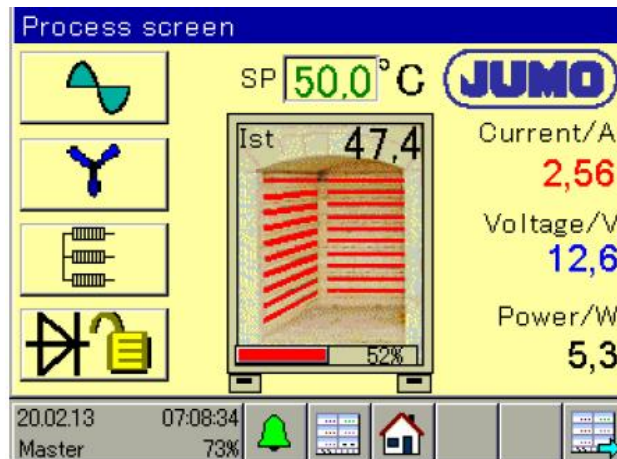 Process screen
SP 50,0°C
JUMO
Ist 47,4
Current/A
2,56
Voltage/V
12,6
Power/W
5,3
52%
20.02.13 07:08:34
Master 73%